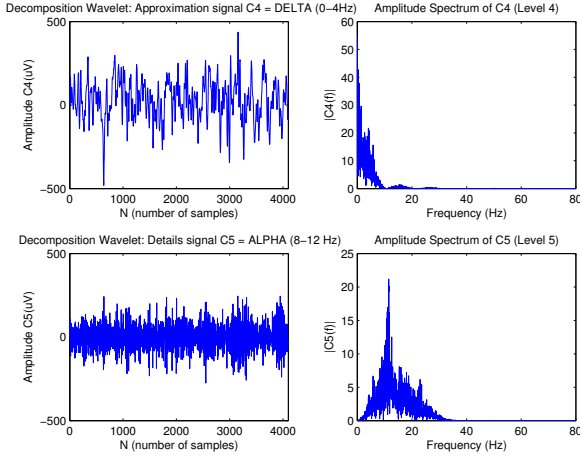 Decomposition Wavelet: Approximation signal C4 = DELTA (0−4Hz)
Amplitude C4(uV)
500
0
−500
0 1000 2000 3000 4000
N (number of samples)
Amplitude Spectrum of C4 (Level 4)
|C4(f)|
60
50
40
30
20
10
0
0 20 40 60 80
Frequency (Hz)
Decomposition Wavelet: Details signal C5 = ALPHA (8−12 Hz)
Amplitude C5(uV)
500
0
−500
0 1000 2000 3000 4000
N (number of samples)
Amplitude Spectrum of C5 (Level 5)
|C5(f)|
25
20
15
10
5
0
0 20 40 60 80
Frequency (Hz)